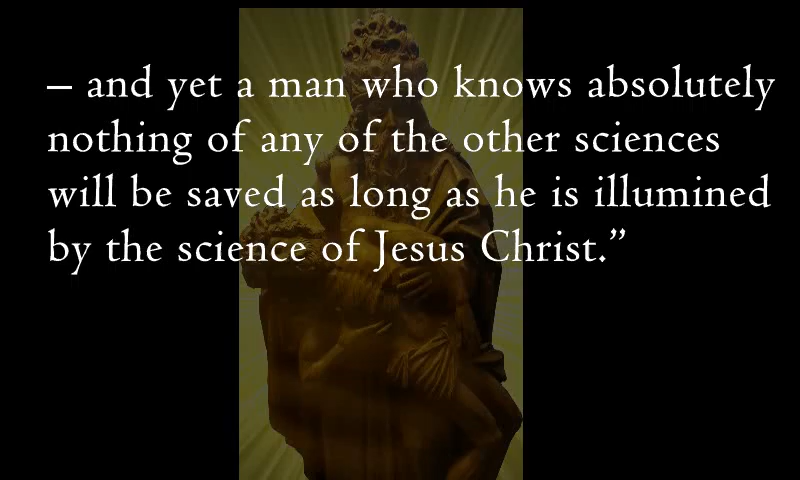 – and yet a man who knows absolutely
nothing of any of the other sciences
will be saved as long as he is illumined
by the science of Jesus Christ.”